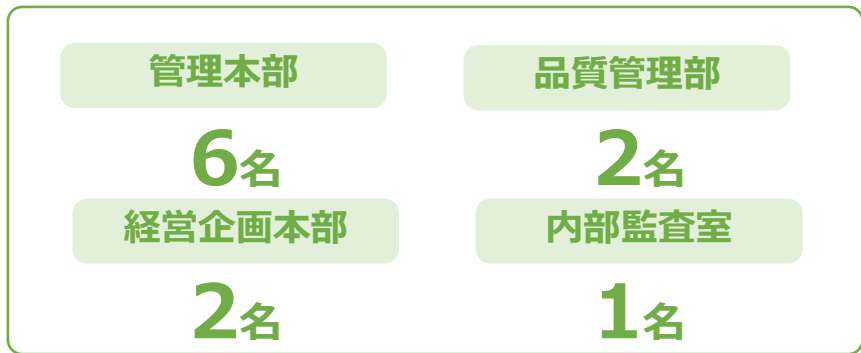 管理本部
6名
品質管理部
2名
経営企画本部
2名
内部監査室
1名